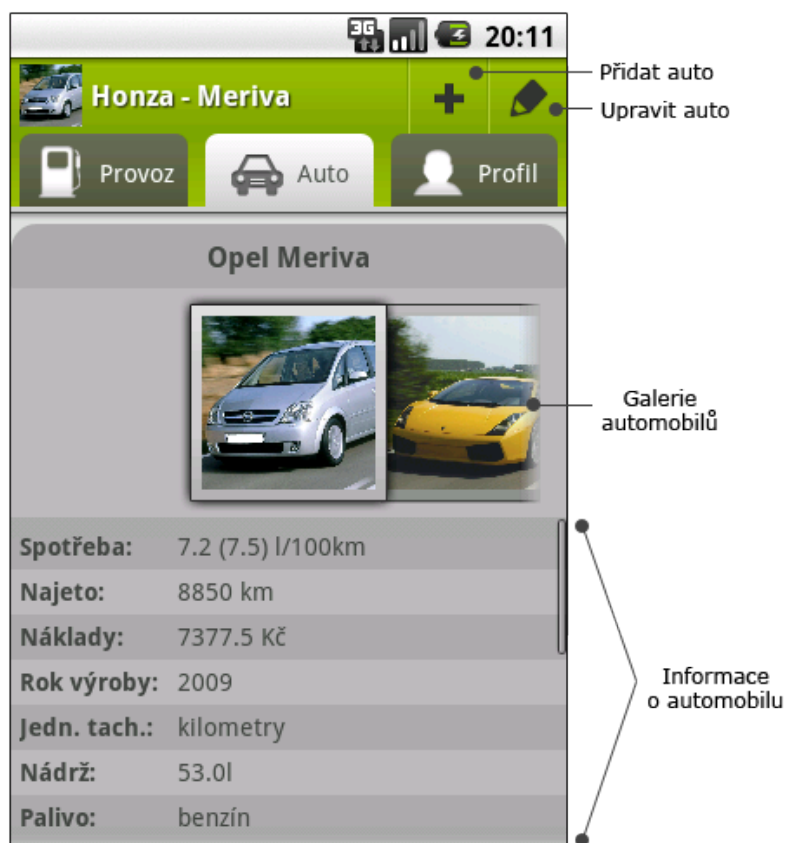 3G 20:11
Honza - Meriva
Přidat auto
Upravit auto
Provoz Auto Profil
Opel Meriva
Galerie
automobilů
Spotřeba: 7.2 (7.5) l/100km
Najeto: 8850 km
Náklady: 7377.5 Kč
Rok výroby: 2009
Jedn. tach.: kilometry
Nádrž: 53.0l
Palivo: benzín
Informace
o automobilu